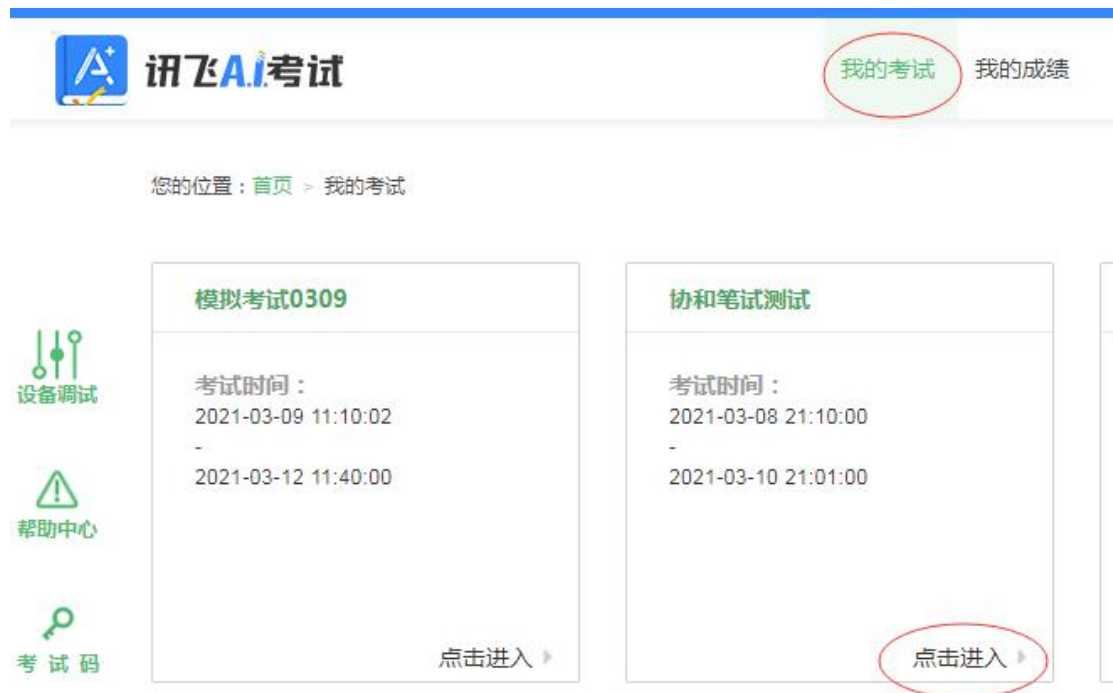 讯飞A.i.考试
我的考试 我的成绩
您的位置：首页 > 我的考试
模拟考试0309
考试时间：
2021-03-09 11:10:02
-
2021-03-12 11:40:00
点击进入
协和笔试测试
考试时间：
2021-03-08 21:10:00
-
2021-03-10 21:01:00
点击进入
设备调试
帮助中心
考 试 码